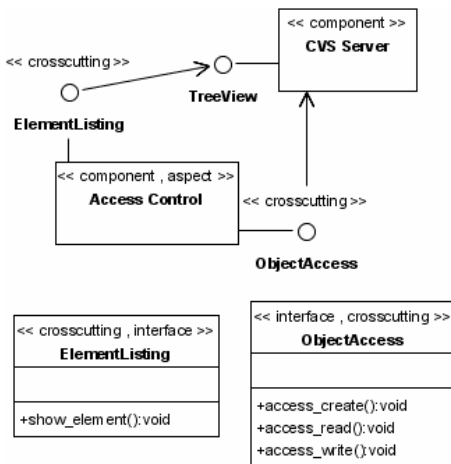 << component >>
CVS Server
<< crosscutting >>
TreeView
ElementListing
<< component , aspect >>
Access Control
<< crosscutting >>
ObjectAccess
<< crosscutting , interface >>
ElementListing
+show_element():void
<< interface , crosscutting >>
ObjectAccess
+access_create():void
+access_read():void
+access_write():void